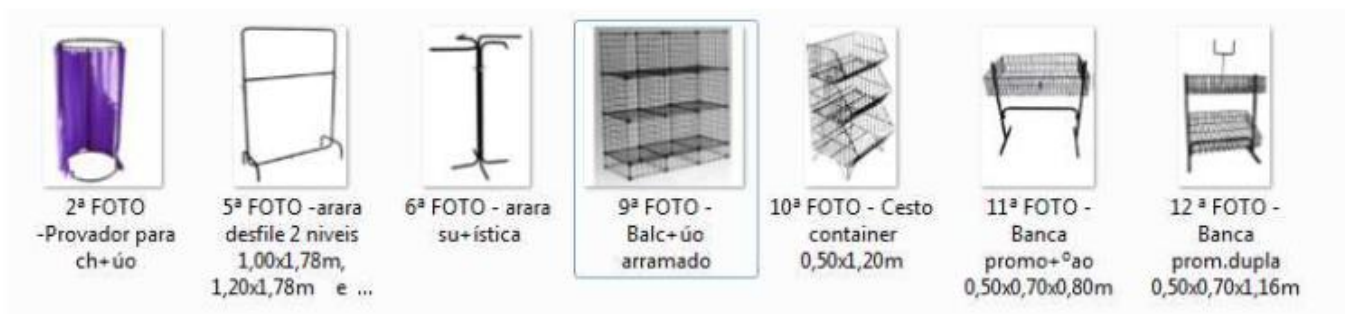 2ª FOTO
-Provador para
ch+úo
5ª FOTO -arara
desfile 2 niveis
1,00x1,78m,
1,20x1,78m e ...
6ª FOTO - arara
su+ística
9ª FOTO -
Balc+úo
arramado
10ª FOTO - Cesto
container
0,50x1,20m
11ª FOTO -
Banca
promo+ºao
0,50x0,70x0,80m
12 ª FOTO -
Banca
prom.dupla
0,50x0,70x1,16m